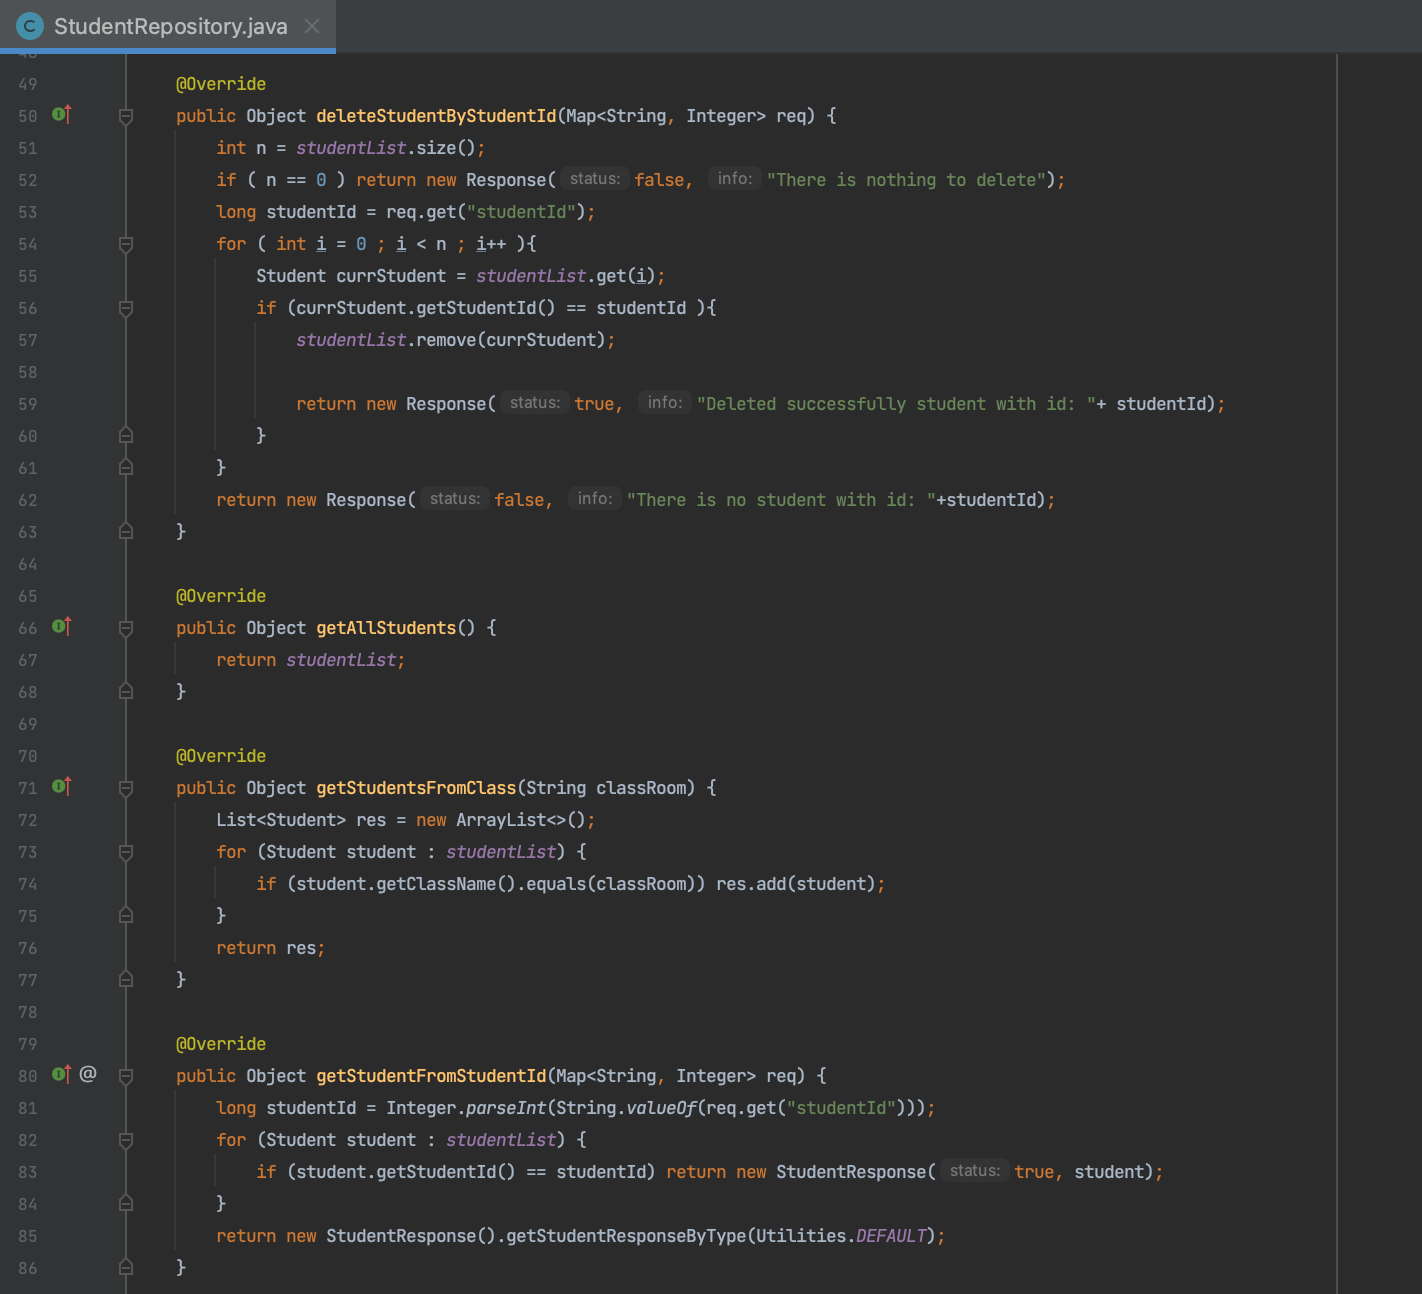 StudentRepository.java
49 @Override
50 public Object deleteStudentByStudentId(Map<String, Integer> req) {
51 int n = studentList.size();
52 if ( n == 0 ) return new Response( status: false, info: "There is nothing to delete");
53 long studentId = req.get("studentId");
54 for ( int i = 0 ; i < n ; i++ ){
55 Student currStudent = studentList.get(i);
56 if (currStudent.getStudentId() == studentId ){
57 studentList.remove(currStudent);
58
59 return new Response( status: true, info: "Deleted successfully student with id: "+ studentId);
60 }
61 }
62 return new Response( status: false, info: "There is no student with id: "+studentId);
63 }
64
65 @Override
66 public Object getAllStudents() {
67 return studentList;
68 }
69
70 @Override
71 public Object getStudentsFromClass(String classRoom) {
72 List<Student> res = new ArrayList<>();
73 for (Student student : studentList) {
74 if (student.getClassName().equals(classRoom)) res.add(student);
75 }
76 return res;
77 }
78
79 @Override
80 @ public Object getStudentFromStudentId(Map<String, Integer> req) {
81 long studentId = Integer.parseInt(String.valueOf(req.get("studentId")));
82 for (Student student : studentList) {
83 if (student.getStudentId() == studentId) return new StudentResponse( status: true, student);
84 }
85 return new StudentResponse().getStudentResponseByType(Utilities.DEFAULT);
86 }